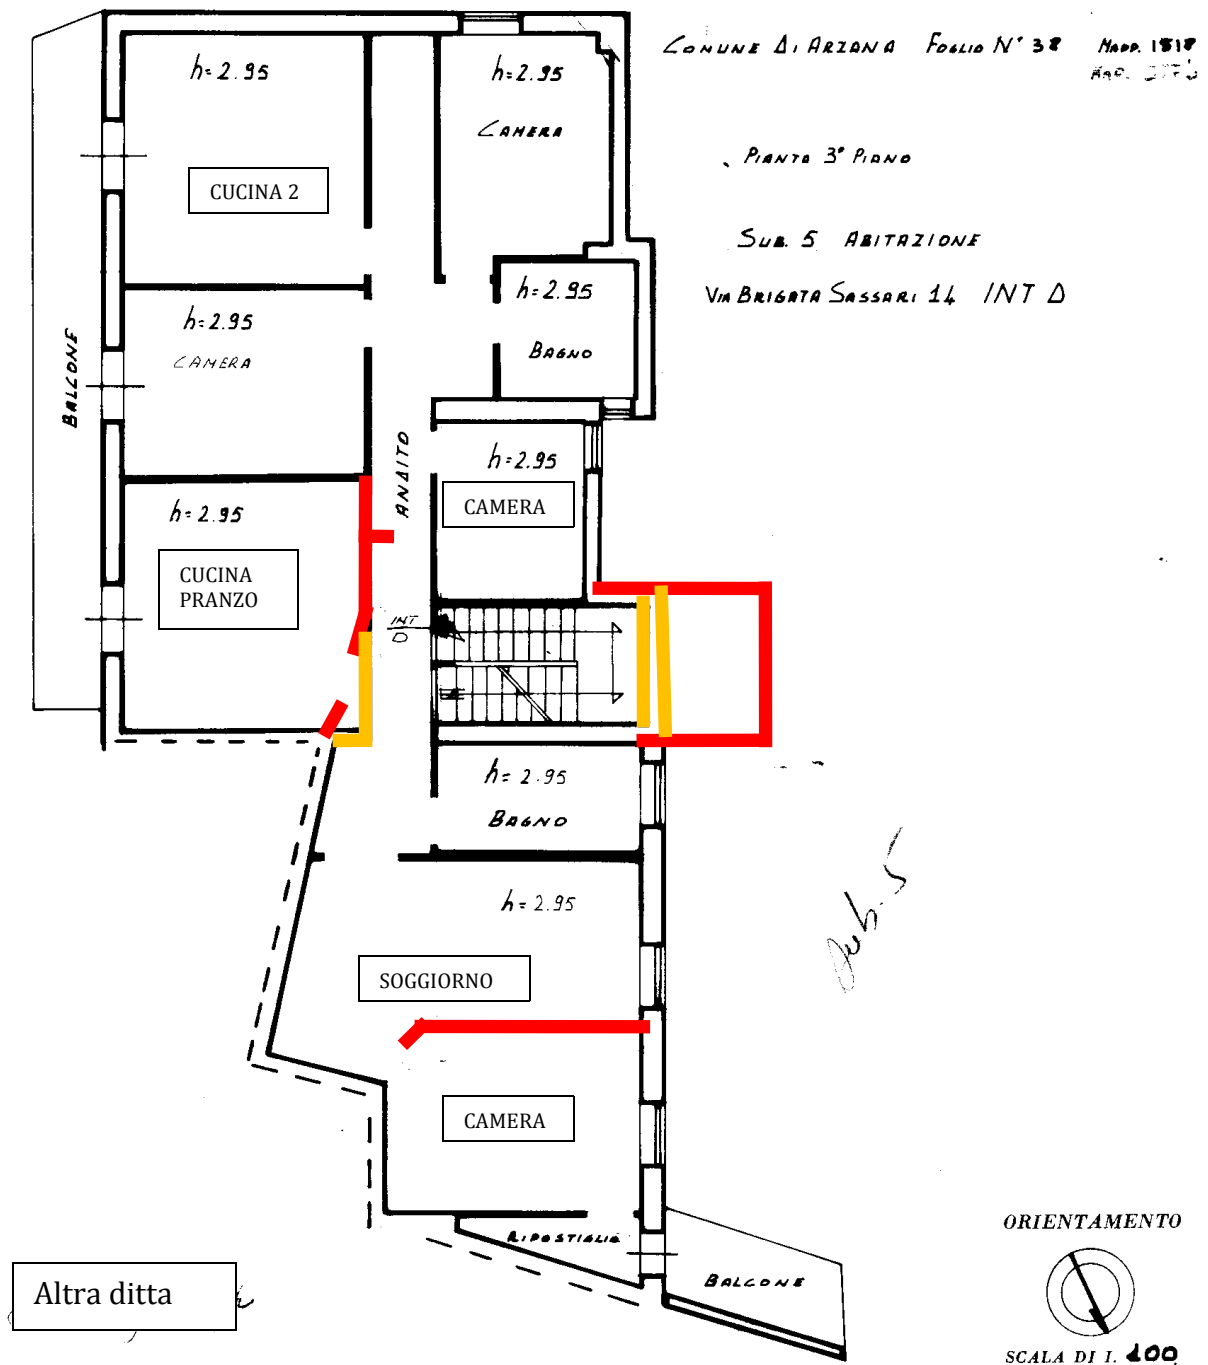 COMUNE DI ARZANA FOGLIO N° 38 MAPP. 1818
MAP.
PIANTA 3° PIANO
SUB. 5 ABITAZIONE
VIA BRIGATA SASSARI 14 INT D
h=2.95
CUCINA 2
h=2.95
CAMERA
h=2.95
BAGNO
h=2.95
CAMERA
BALCONE
ANDITO
h=2.95
CAMERA
h=2.95
CUCINA
PRANZO
INT
D
h=2.95
BAGNO
h=2.95
SOGGIORNO
Sub. 5
CAMERA
RIPOSTIGLIO
BALCONE
Altra ditta
ORIENTAMENTO
SCALA DI 1. 100